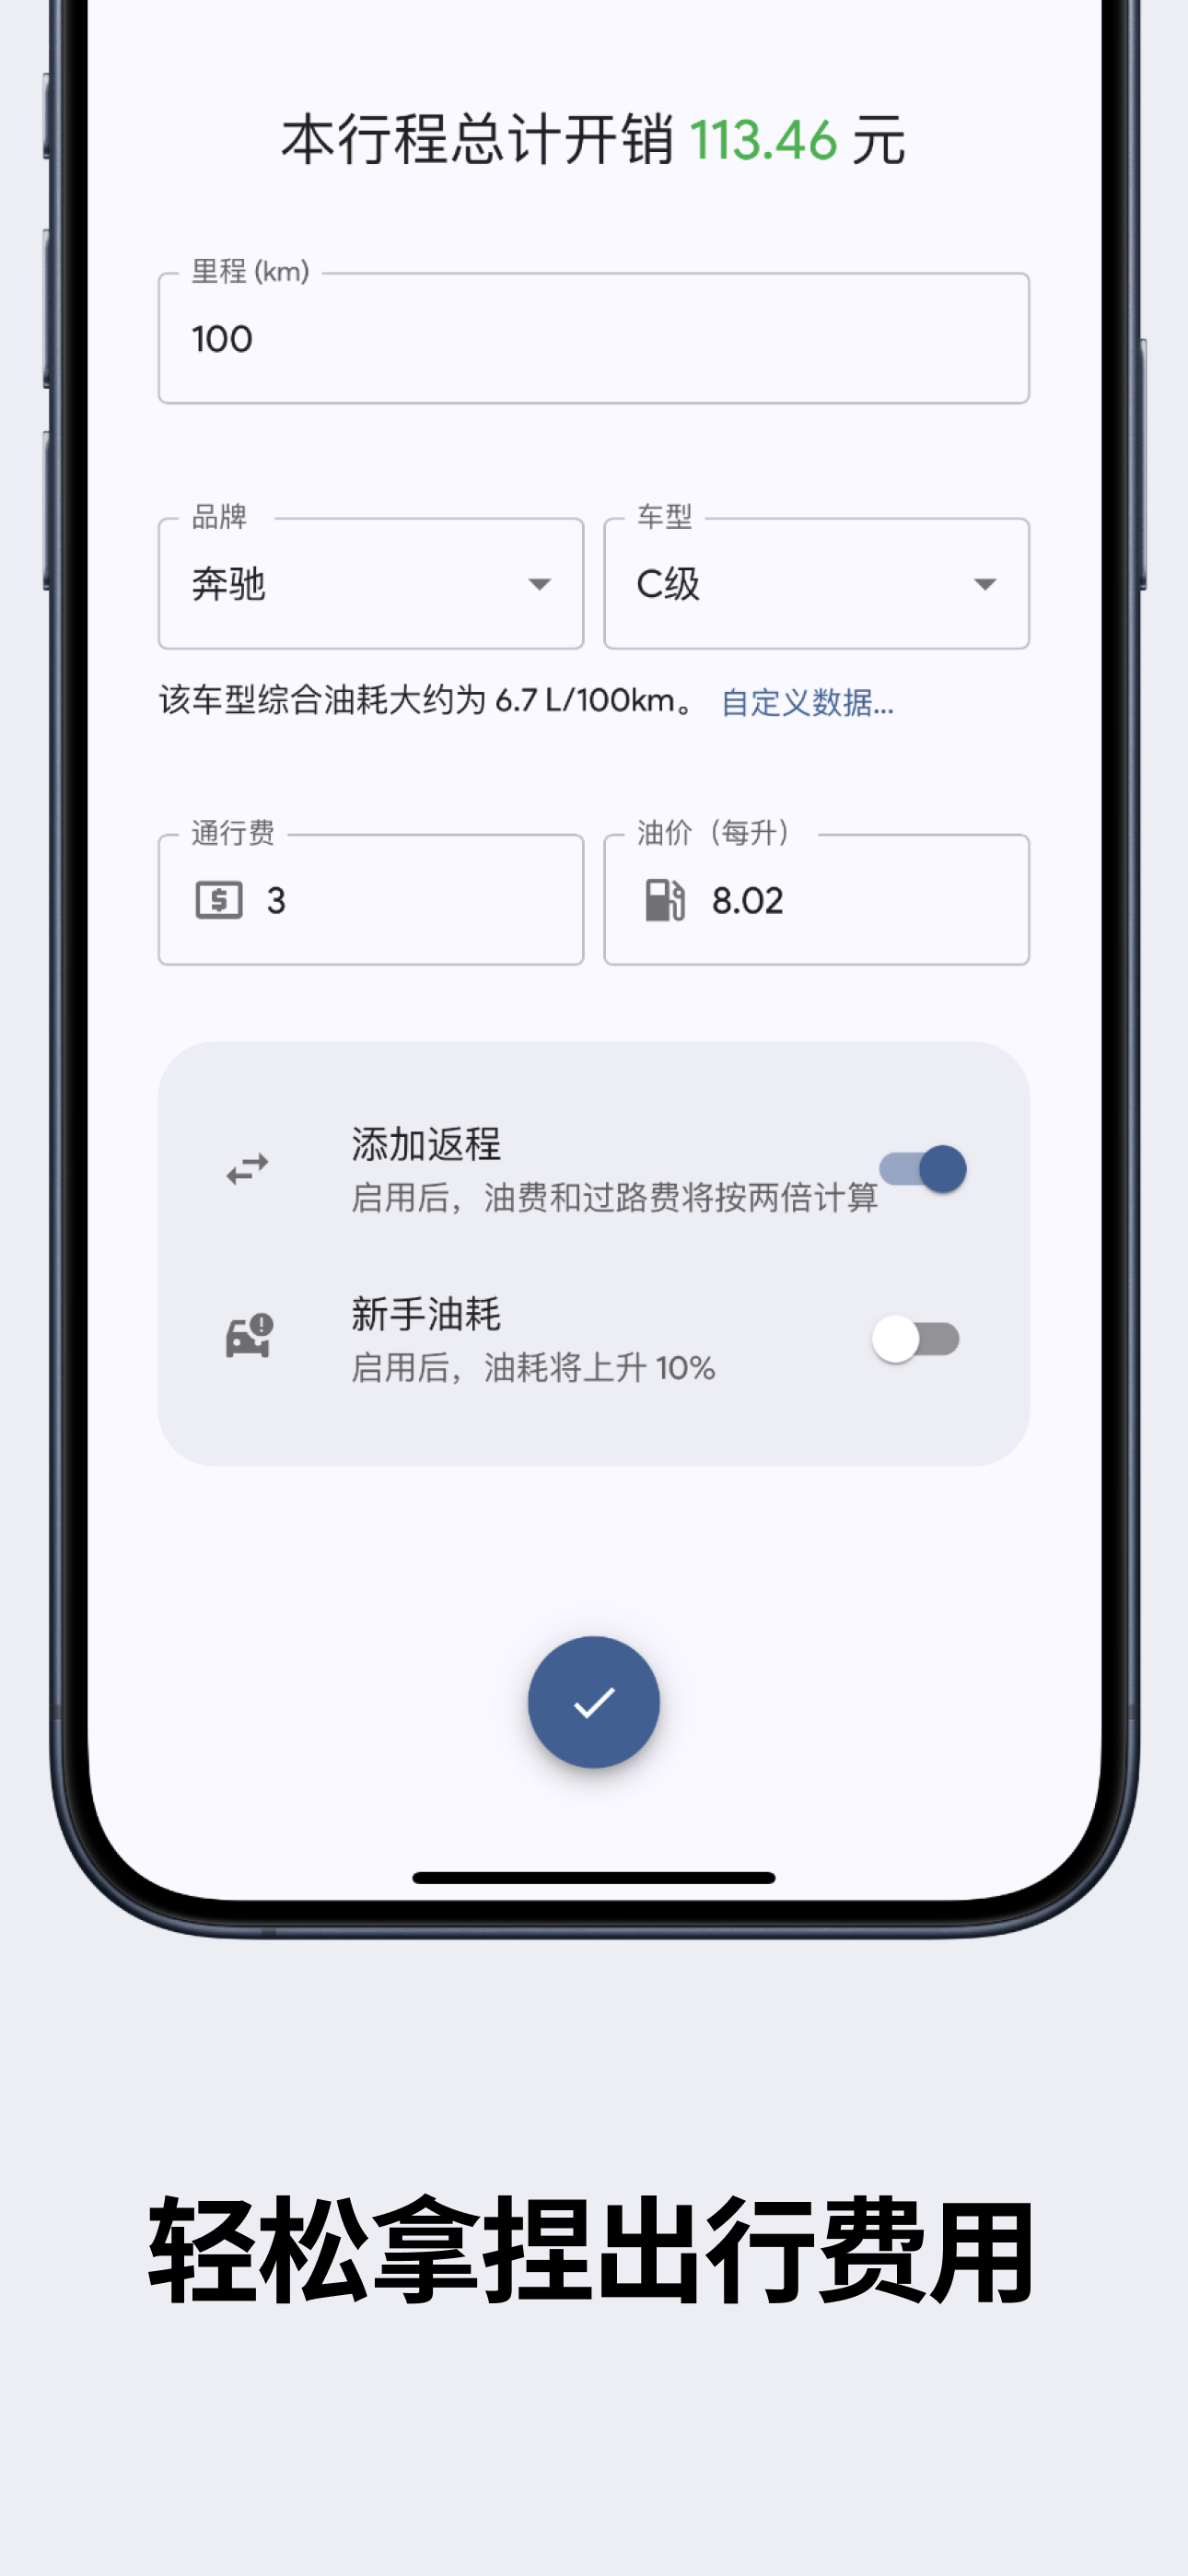 本行程总计开销 113.46 元
里程 (km)
100
品牌
车型
奔驰
C级
该车型综合油耗大约为 6.7 L/100km。 自定义数据...
通行费
油价（每升）
3
8.02
添加返程
启用后，油费和过路费将按两倍计算
新手油耗
启用后，油耗将上升 10%
轻松拿捏出行费用